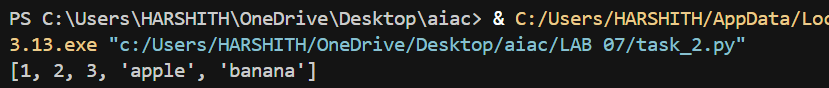 PS C:\Users\HARSHITH\OneDrive\Desktop\aiac> & C:/Users/HARSHITH/AppData/Loc
3.13.exe "c:/Users/HARSHITH/OneDrive/Desktop/aiac/LAB 07/task_2.py"
[1, 2, 3, 'apple', 'banana']